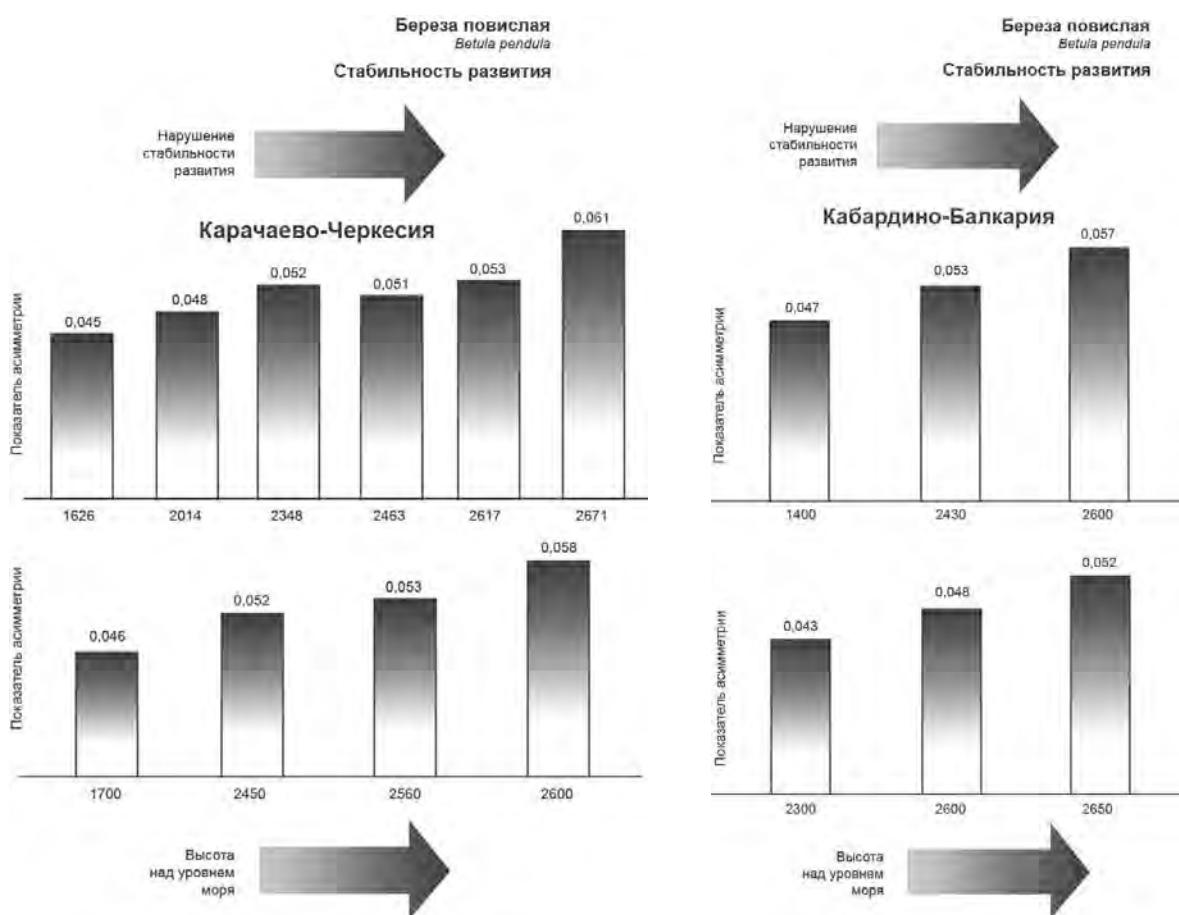 Береза повислая
Betula pendula
Стабильность развития
Нарушение
стабильности
развития
Карачаево-Черкесия
Показатель асимметрии
0,045
0,048
0,052
0,051
0,053
0,061
1626
2014
2348
2463
2617
2671
Показатель асимметрии
0,046
0,052
0,053
0,058
1700
2450
2560
2600
Высота
над уровнем
моря
Береза повислая
Betula pendula
Стабильность развития
Нарушение
стабильности
развития
Кабардино-Балкария
Показатель асимметрии
0,047
0,053
0,057
1400
2430
2600
Показатель асимметрии
0,043
0,048
0,052
2300
2600
2650
Высота
над уровнем
моря